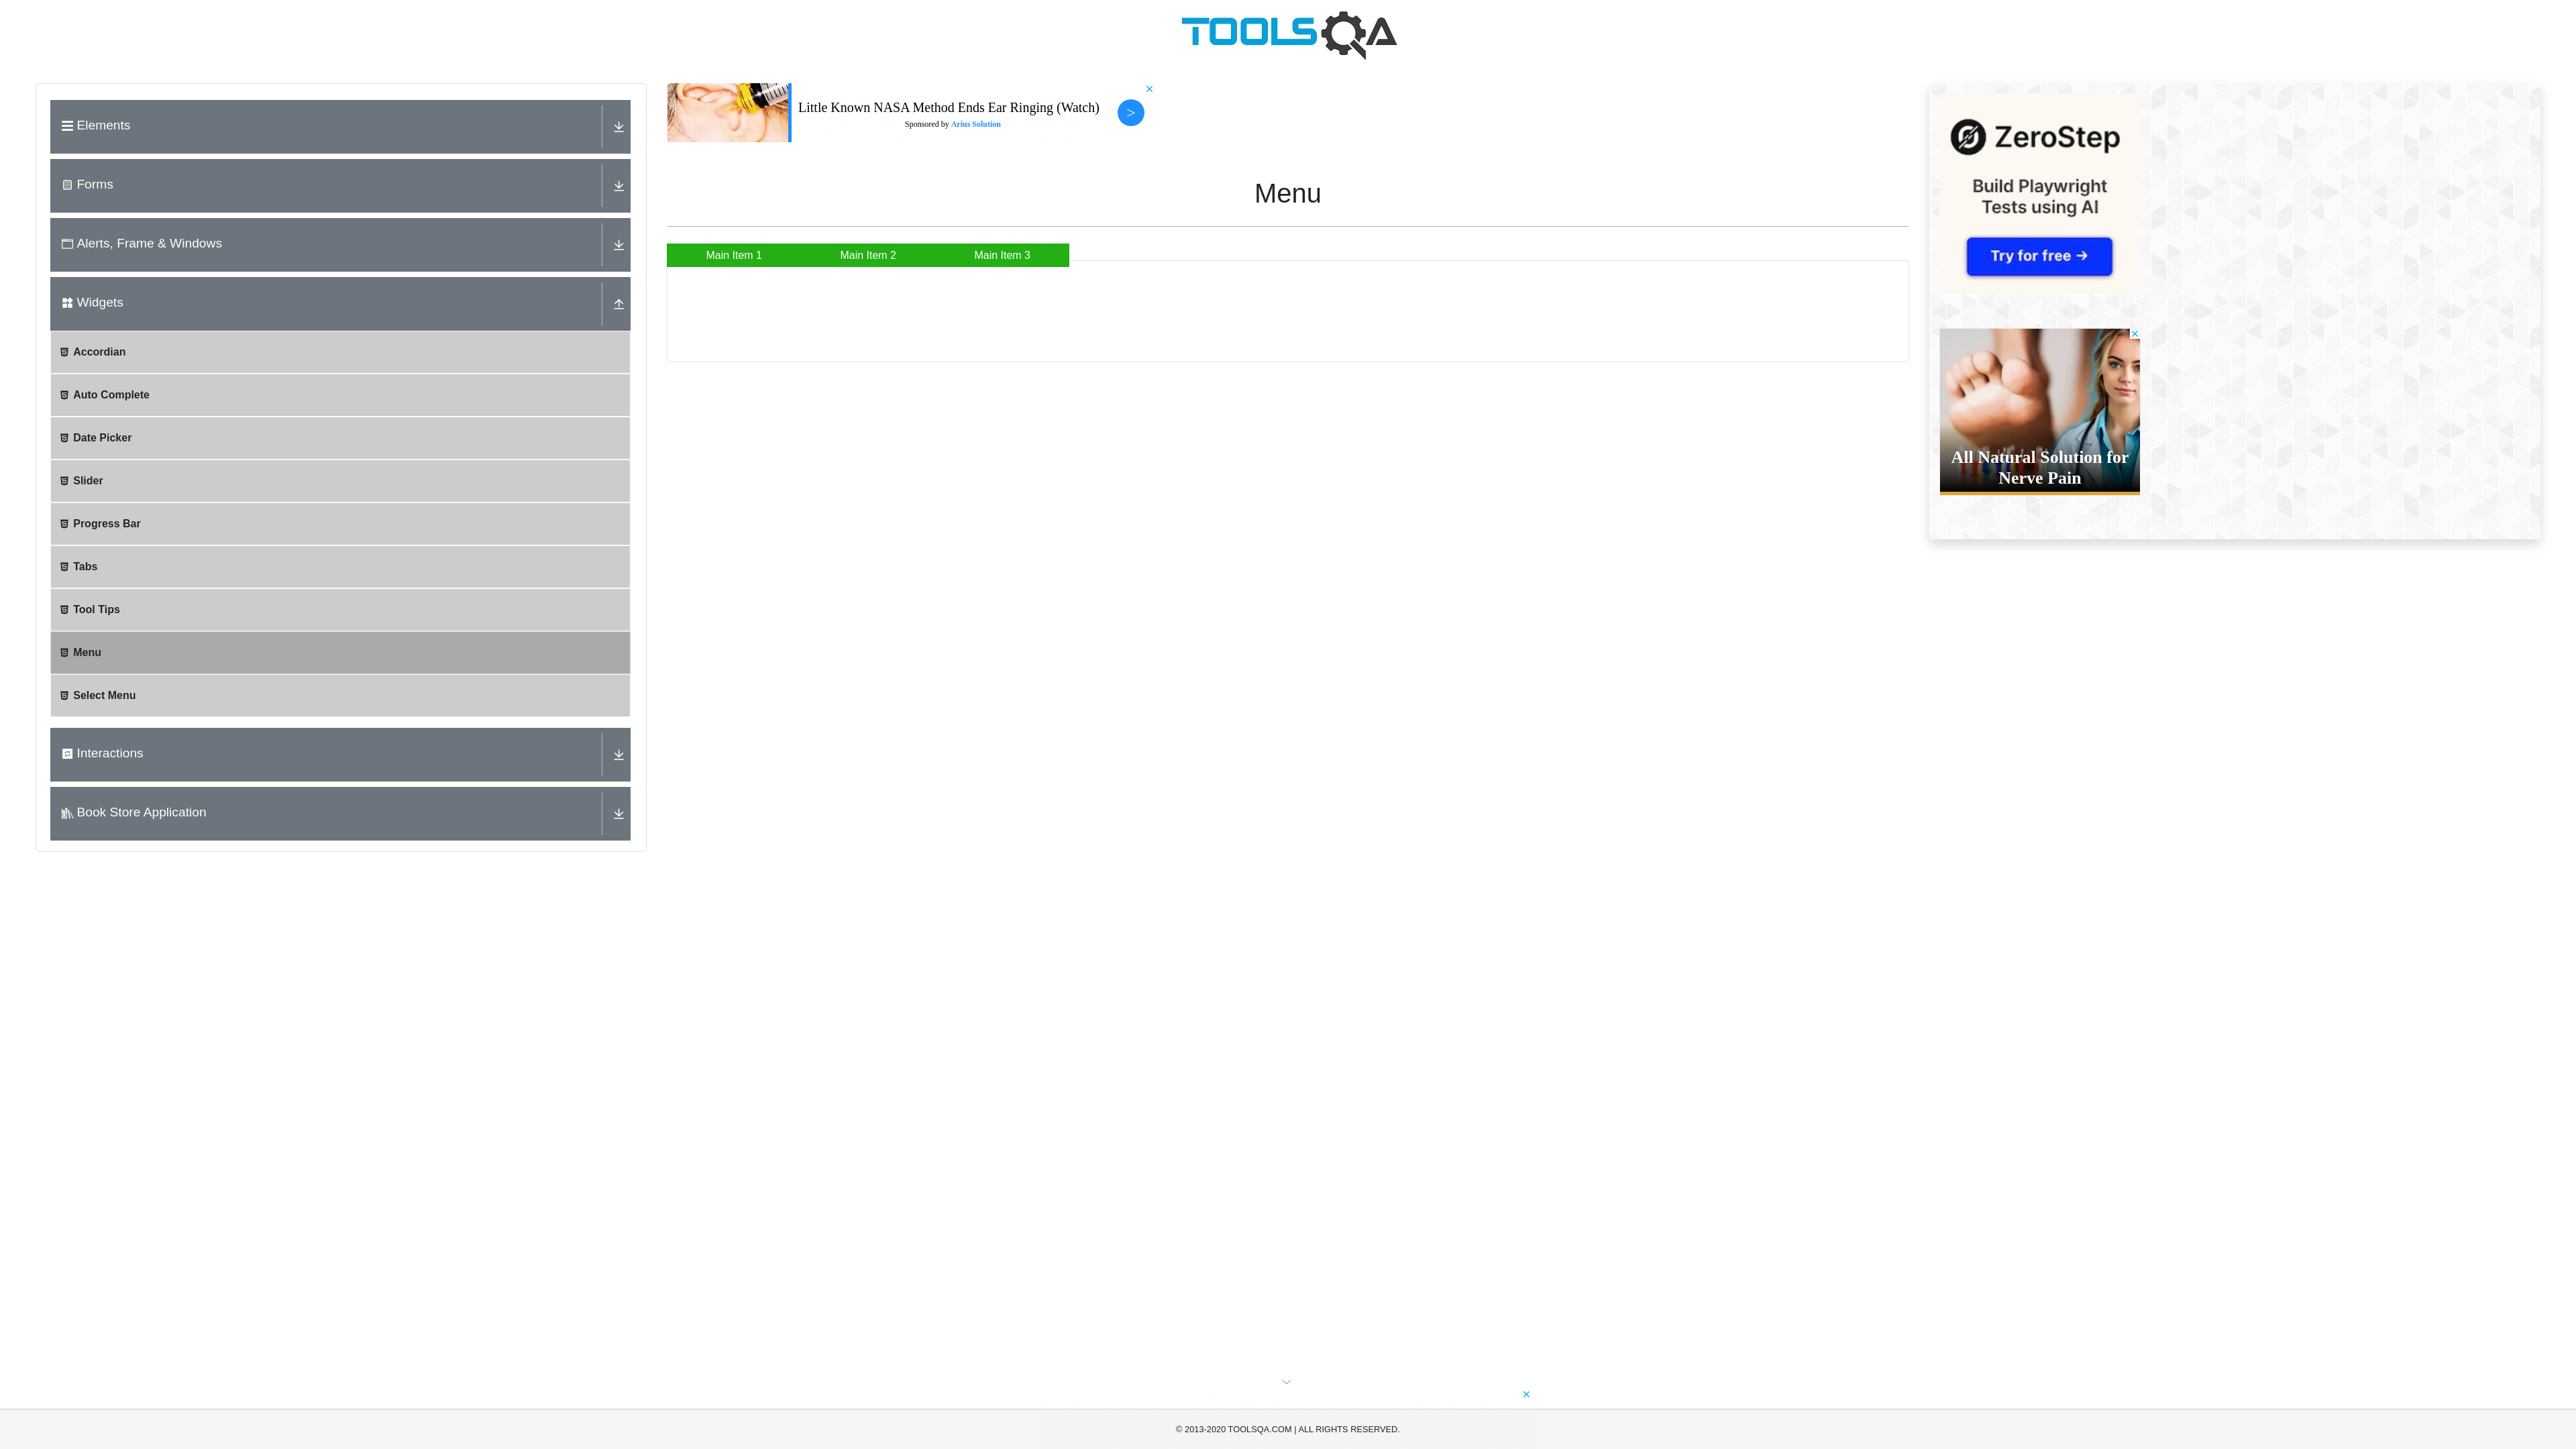 TOOLSQA
Elements
Forms
Alerts, Frame & Windows
Widgets
Accordian
Auto Complete
Date Picker
Slider
Progress Bar
Tabs
Tool Tips
Menu
Select Menu
Interactions
Book Store Application
Little Known NASA Method Ends Ear Ringing (Watch)
Sponsored by Arius Solution
>
Menu
Main Item 1
Main Item 2
Main Item 3
ZeroStep
Build Playwright
Tests using AI
Try for free →
All Natural Solution for
Nerve Pain
© 2013-2020 TOOLSQA.COM | ALL RIGHTS RESERVED.